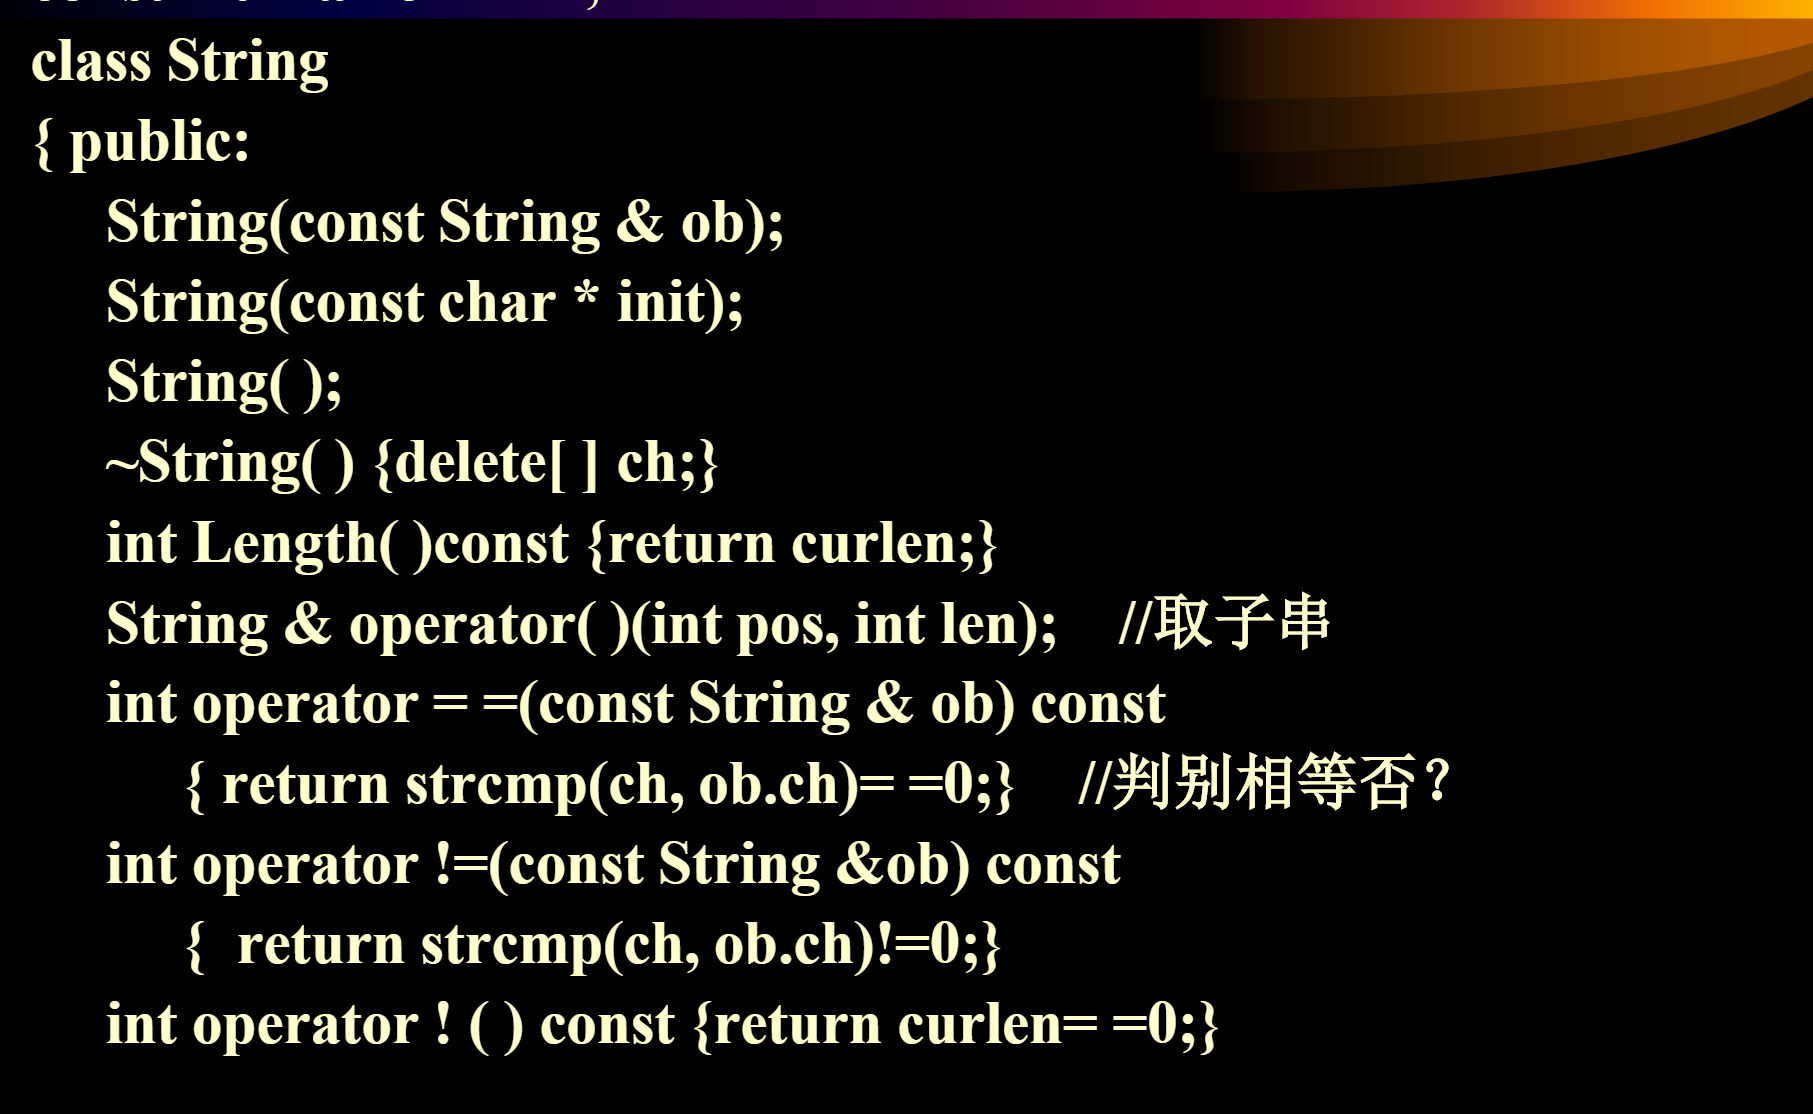 class String
{ public:
String(const String & ob);
String(const char * init);
String( );
~String( ) {delete[ ] ch;}
int Length( )const {return curlen;}
String & operator( )(int pos, int len); //取子串
int operator = =(const String & ob) const
{ return strcmp(ch, ob.ch)= =0;} //判别相等否？
int operator !=(const String &ob) const
{ return strcmp(ch, ob.ch)!=0;}
int operator ! ( ) const {return curlen= =0;}